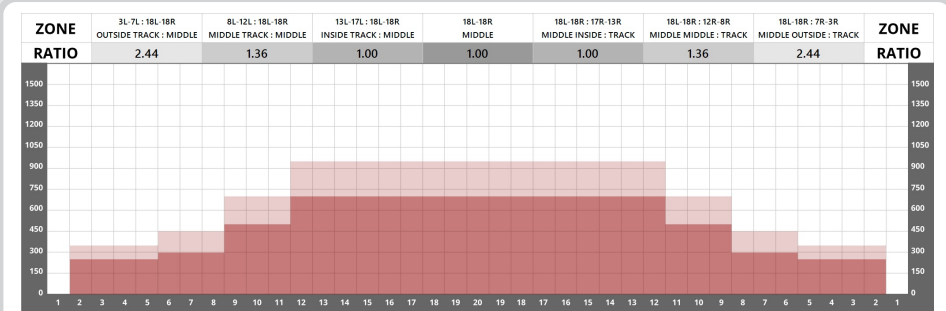 ZONE 3L-7L : 18L-18R 8L-12L : 18L-18R 13L-17L : 18L-18R 18L-18R 18L-18R : 17R-13R 18L-18R : 12R-8R 18L-18R : 7R-3R ZONE
OUTSIDE TRACK : MIDDLE MIDDLE TRACK : MIDDLE INSIDE TRACK : MIDDLE MIDDLE MIDDLE INSIDE : TRACK MIDDLE MIDDLE : TRACK MIDDLE OUTSIDE : TRACK
RATIO 2.44 1.36 1.00 1.00 1.00 1.36 2.44 RATIO
1500 1500
1350 1350
1200 1200
1050 1050
900 900
750 750
600 600
450 450
300 300
150 150
0 0
1 2 3 4 5 6 7 8 9 10 11 12 13 14 15 16 17 18 19 20 19 18 17 16 15 14 13 12 11 10 9 8 7 6 5 4 3 2 1